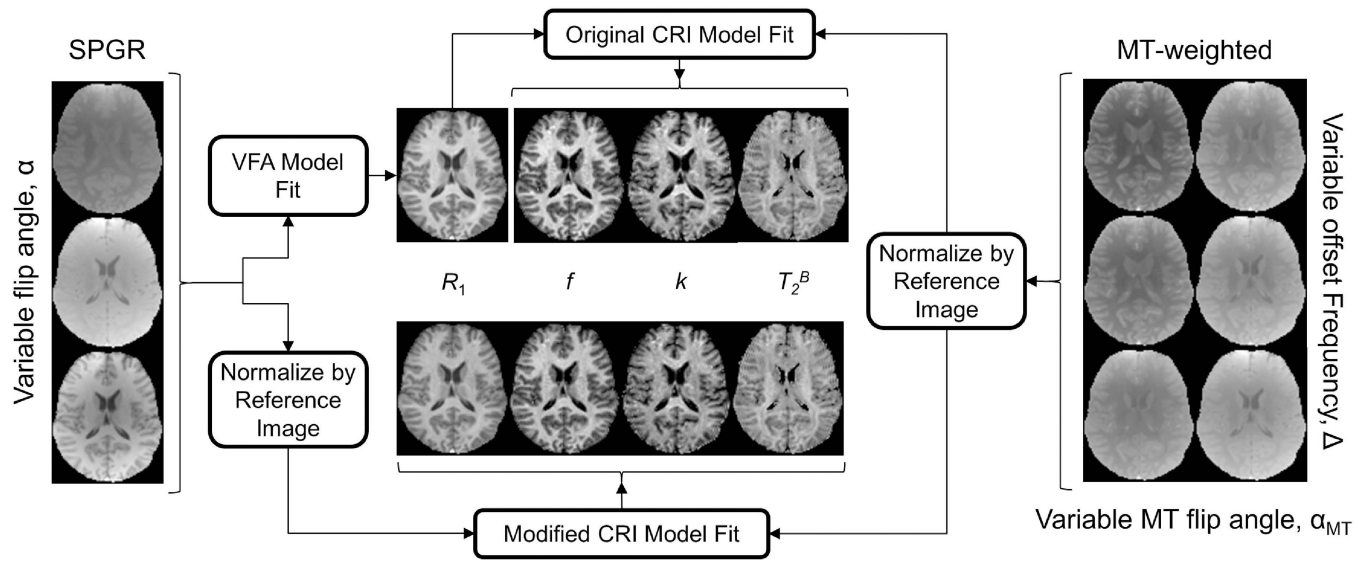 SPGR
Variable flip angle, α
Original CRI Model Fit
VFA Model
Fit
R₁
f
k
T₂ᴮ
Normalize by
Reference
Image
Modified CRI Model Fit
Normalize by
Reference
Image
MT-weighted
Variable offset Frequency, Δ
Variable MT flip angle, α_MT